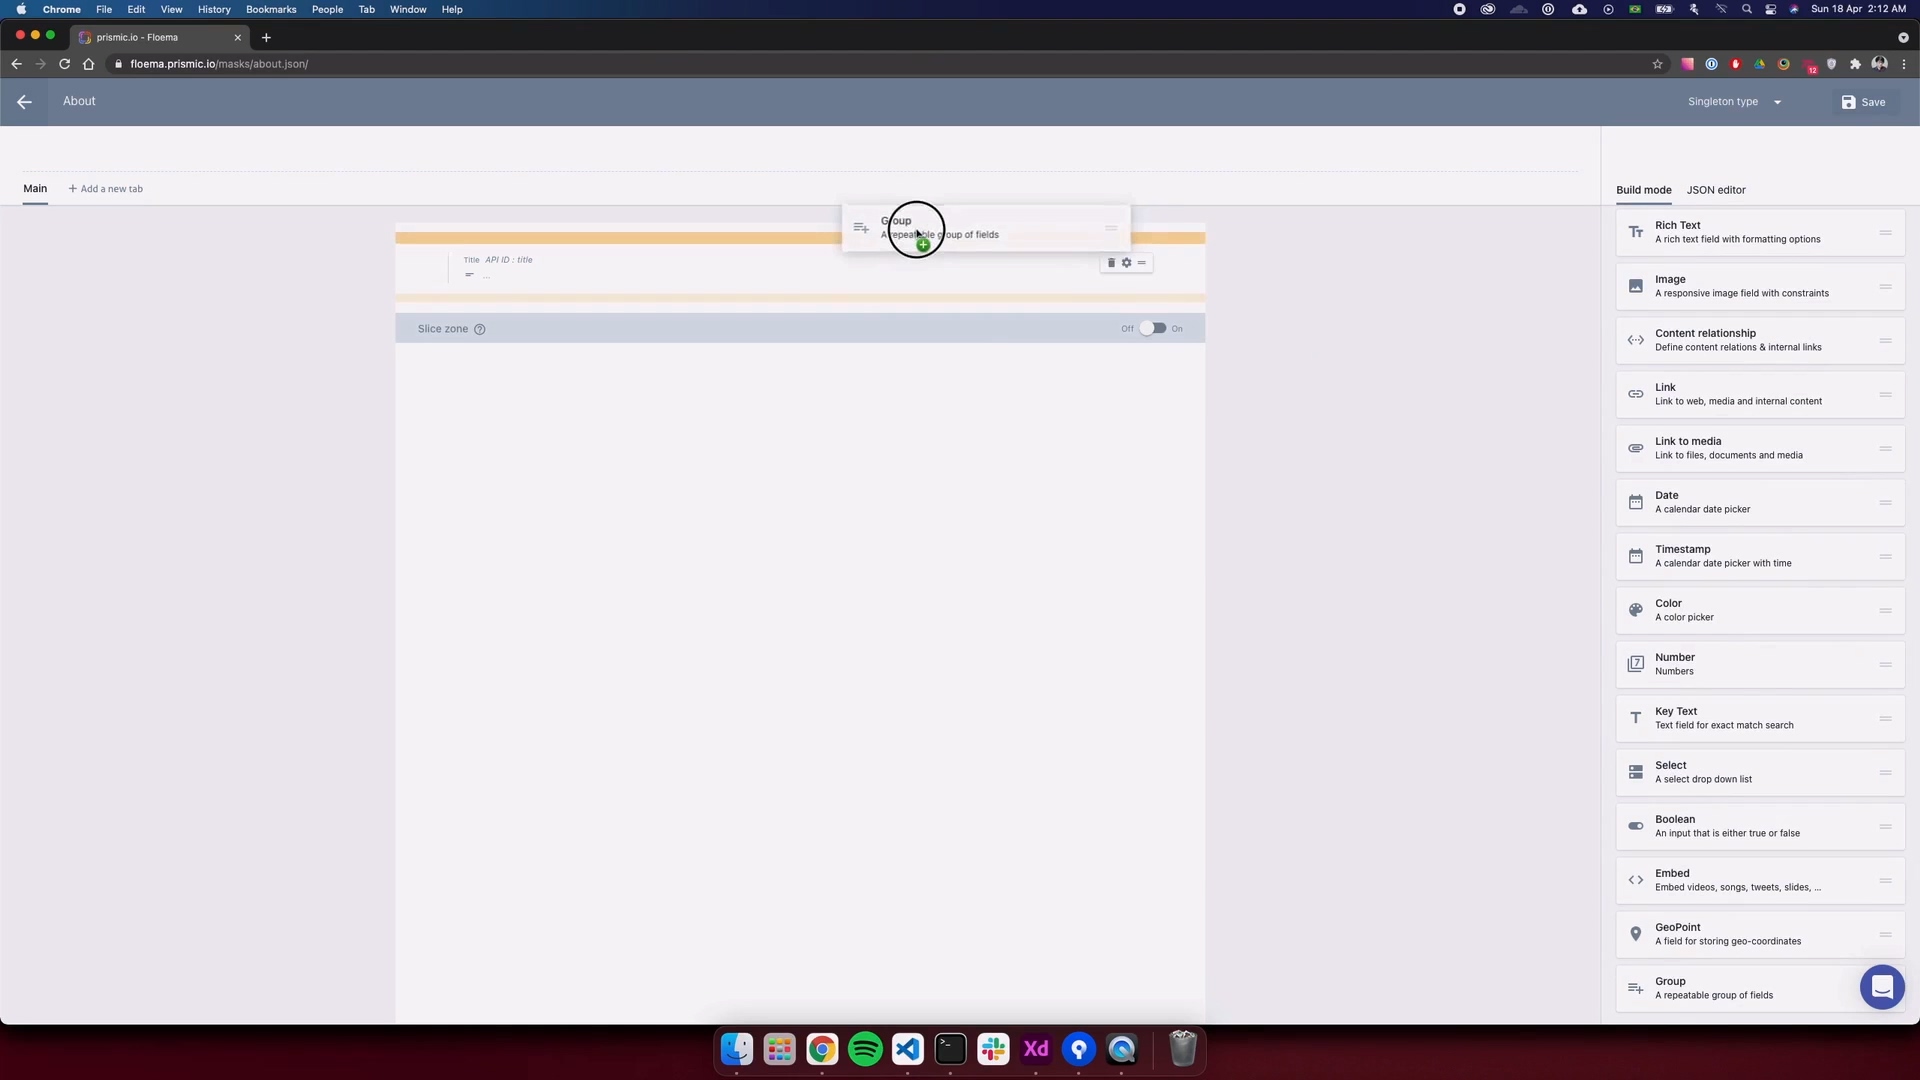 Chrome File Edit View History Bookmarks People Tab Window Help Sun 18 Apr 2:12 AM
prismic.io - Floema
floema.prismic.io/masks/about.json/
12
About
Singleton type
Save
Main
+ Add a new tab
Build mode
JSON editor
Group
A repeatable group of fields
Title API ID : title
...
Slice zone ?
Off On
Rich Text
A rich text field with formatting options
Image
A responsive image field with constraints
Content relationship
Define content relations & internal links
Link
Link to web, media and internal content
Link to media
Link to files, documents and media
Date
A calendar date picker
Timestamp
A calendar date picker with time
Color
A color picker
7
Number
Numbers
Key Text
Text field for exact match search
Select
A select drop down list
Boolean
An input that is either true or false
Embed
Embed videos, songs, tweets, slides, ...
GeoPoint
A field for storing geo-coordinates
Group
A repeatable group of fields
Xd